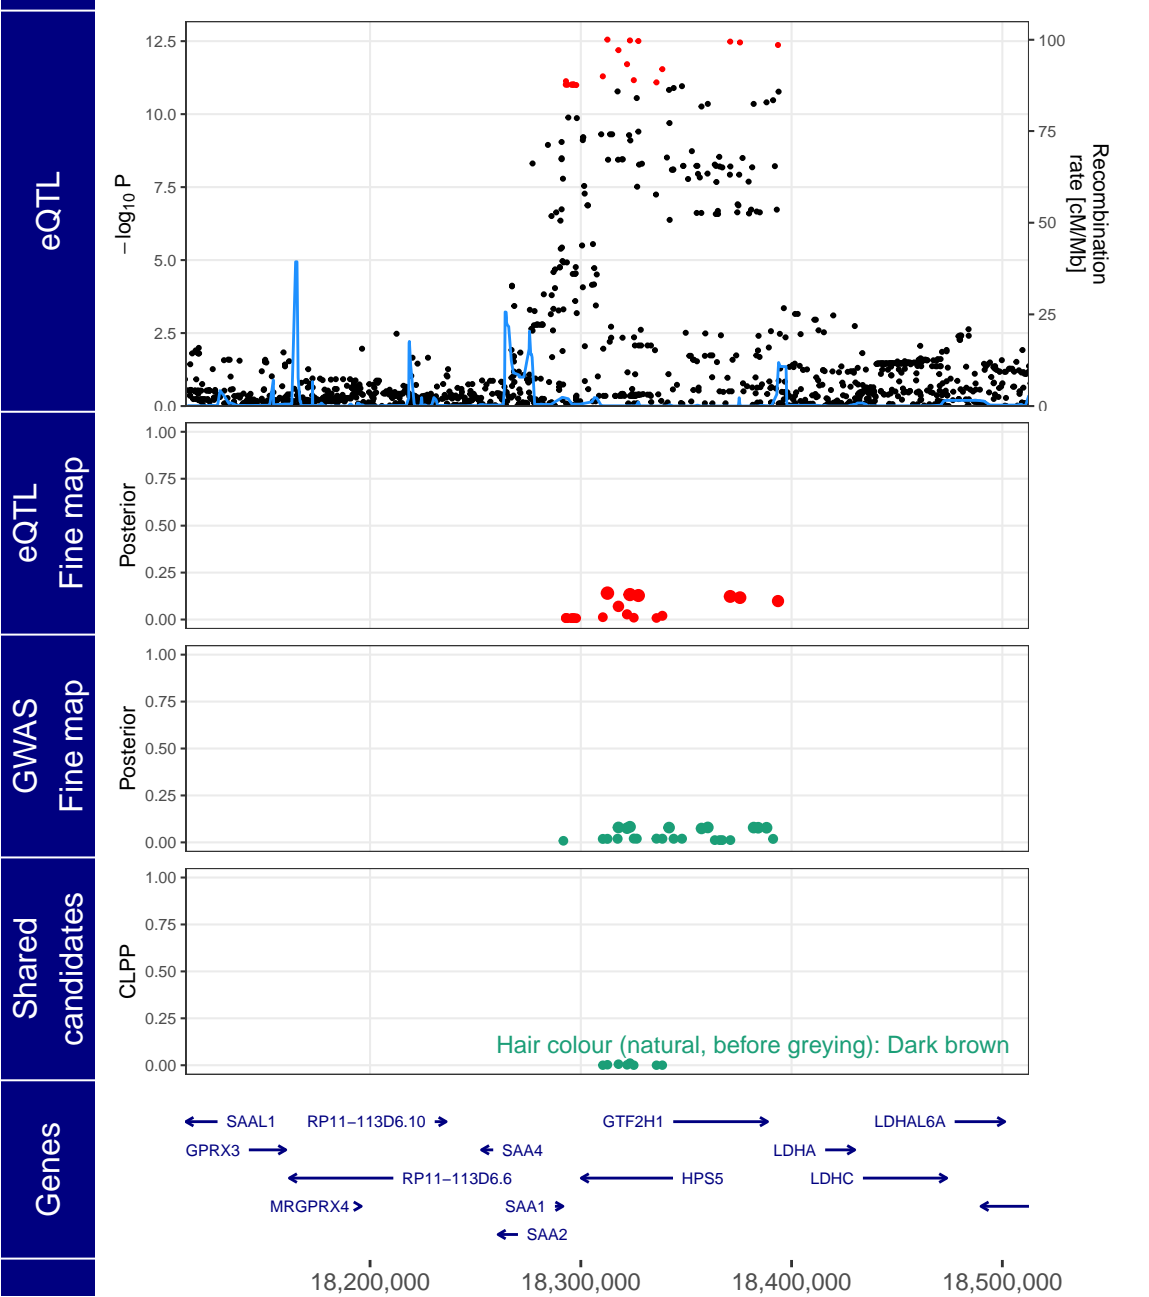 eQTL
−log10 P
12.5
10.0
7.5
5.0
2.5
0.0
100
75
50
25
0
Recombination
rate [cM/Mb]
eQTL
Fine map
Posterior
1.00
0.75
0.50
0.25
0.00
GWAS
Fine map
Posterior
1.00
0.75
0.50
0.25
0.00
Shared
candidates
CLPP
1.00
0.75
0.50
0.25
0.00
Hair colour (natural, before greying): Dark brown
Genes
SAAL1 RP11−113D6.10 GTF2H1 LDHAL6A
GPRX3 SAA4 LDHA
RP11−113D6.6 HPS5 LDHC
MRGPRX4 SAA1
SAA2
18,200,000 18,300,000 18,400,000 18,500,000